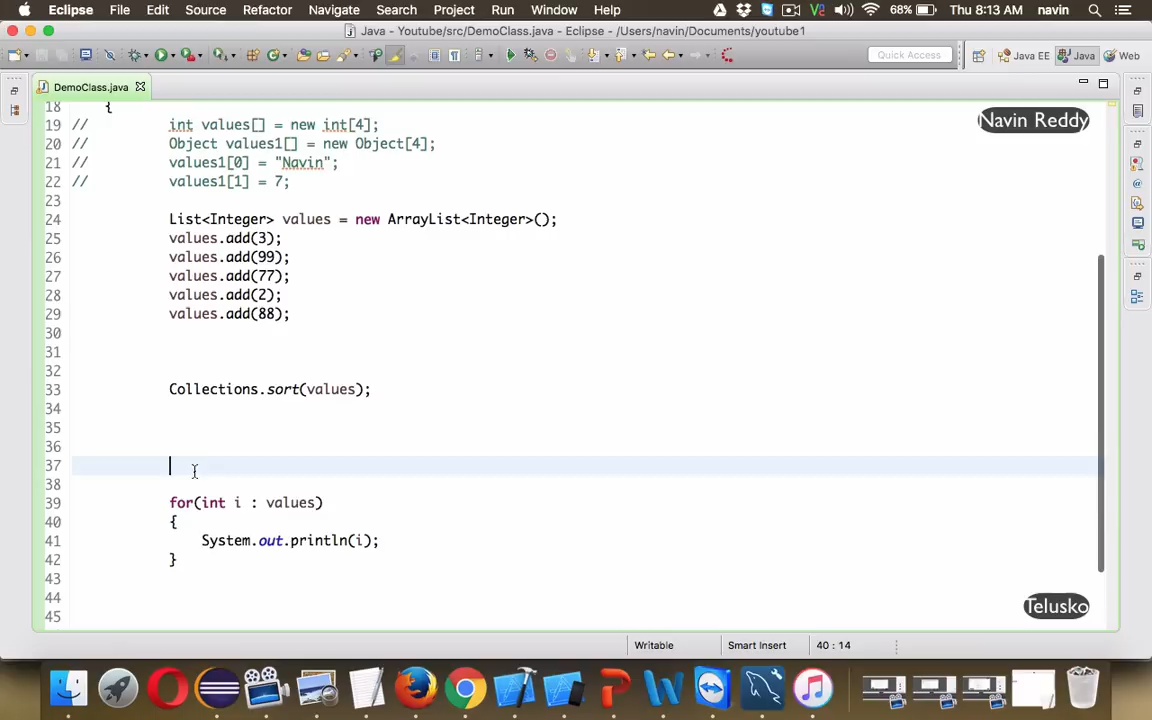 Eclipse File Edit Source Refactor Navigate Search Project Run Window Help 68% Thu 8:13 AM navin
Java - Youtube/src/DemoClass.java - Eclipse - /Users/navin/Documents/youtube1
Quick Access Java EE Java Web
DemoClass.java
18 {
Navin Reddy
19 // int values[] = new int[4];
20 // Object values1[] = new Object[4];
21 // values1[0] = "Navin";
22 // values1[1] = 7;
23
24 List<Integer> values = new ArrayList<Integer>();
25 values.add(3);
26 values.add(99);
27 values.add(77);
28 values.add(2);
29 values.add(88);
30
31
32
33 Collections.sort(values);
34
35
36
37
38
39 for(int i : values)
40 {
41 System.out.println(i);
42 }
43
44
Telusko
45
Writable Smart Insert 40 : 14